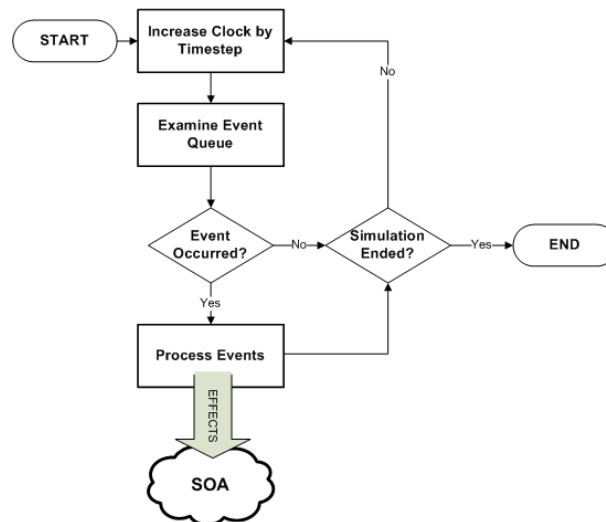 START
Increase Clock by
Timestep
No
Examine Event
Queue
Event
Occurred?
No
Simulation
Ended?
Yes
END
Yes
Process Events
EFFECTS
SOA